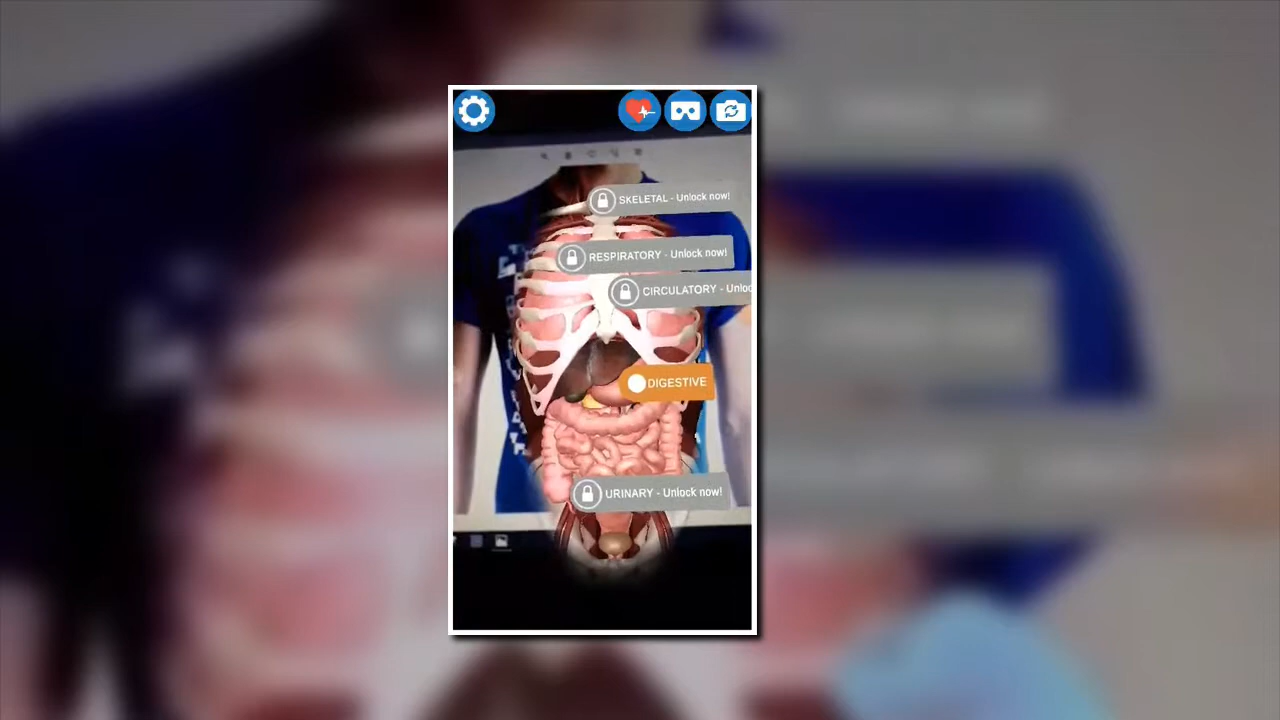 SKELETAL - Unlock now!
RESPIRATORY - Unlock now!
CIRCULATORY - Unloc
DIGESTIVE
URINARY - Unlock now!